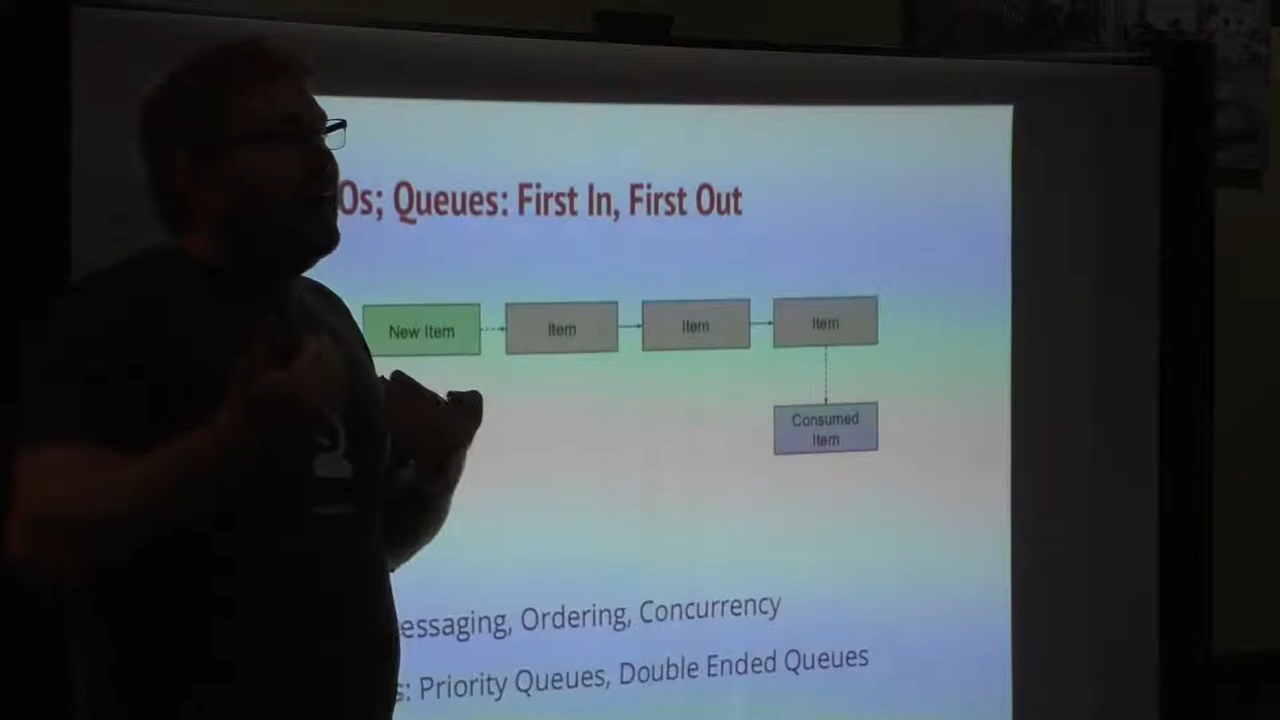 Os; Queues: First In, First Out
New Item
Item
Item
Item
Consumed
Item
essaging, Ordering, Concurrency
s: Priority Queues, Double Ended Queues